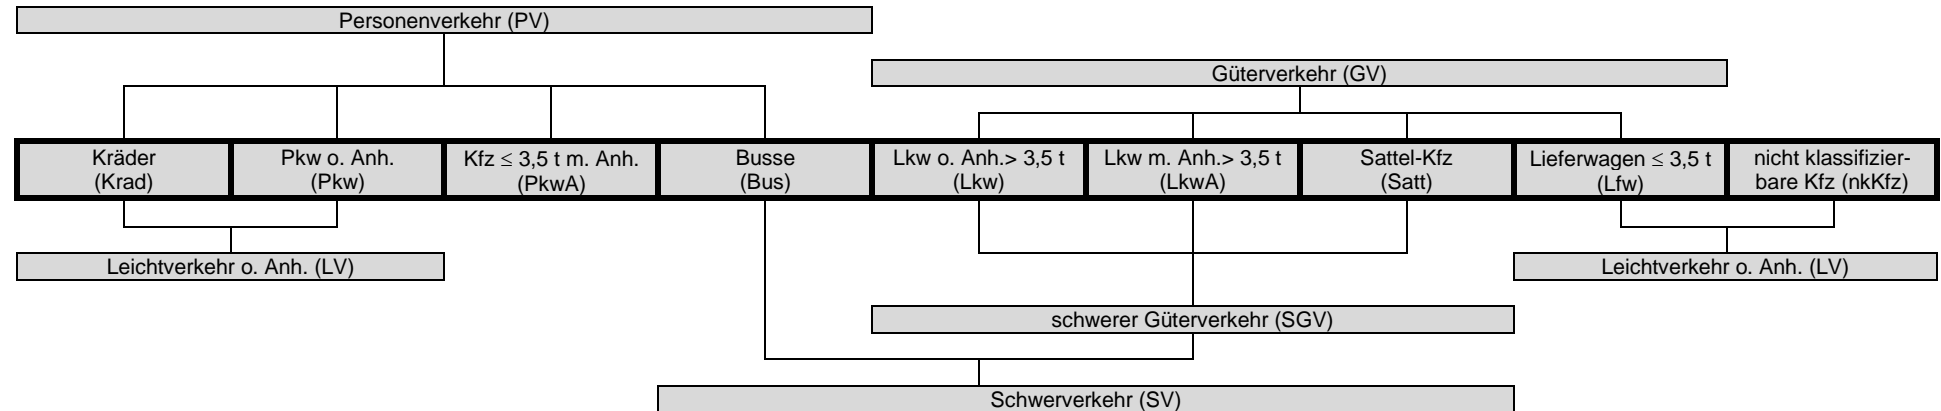 Personenverkehr (PV)
Güterverkehr (GV)
Kräder
(Krad)
Pkw o. Anh.
(Pkw)
Kfz ≤ 3,5 t m. Anh.
(PkwA)
Busse
(Bus)
Lkw o. Anh.> 3,5 t
(Lkw)
Lkw m. Anh.> 3,5 t
(LkwA)
Sattel-Kfz
(Satt)
Lieferwagen ≤ 3,5 t
(Lfw)
nicht klassifizier-
bare Kfz (nkKfz)
Leichtverkehr o. Anh. (LV)
Leichtverkehr o. Anh. (LV)
schwerer Güterverkehr (SGV)
Schwerverkehr (SV)